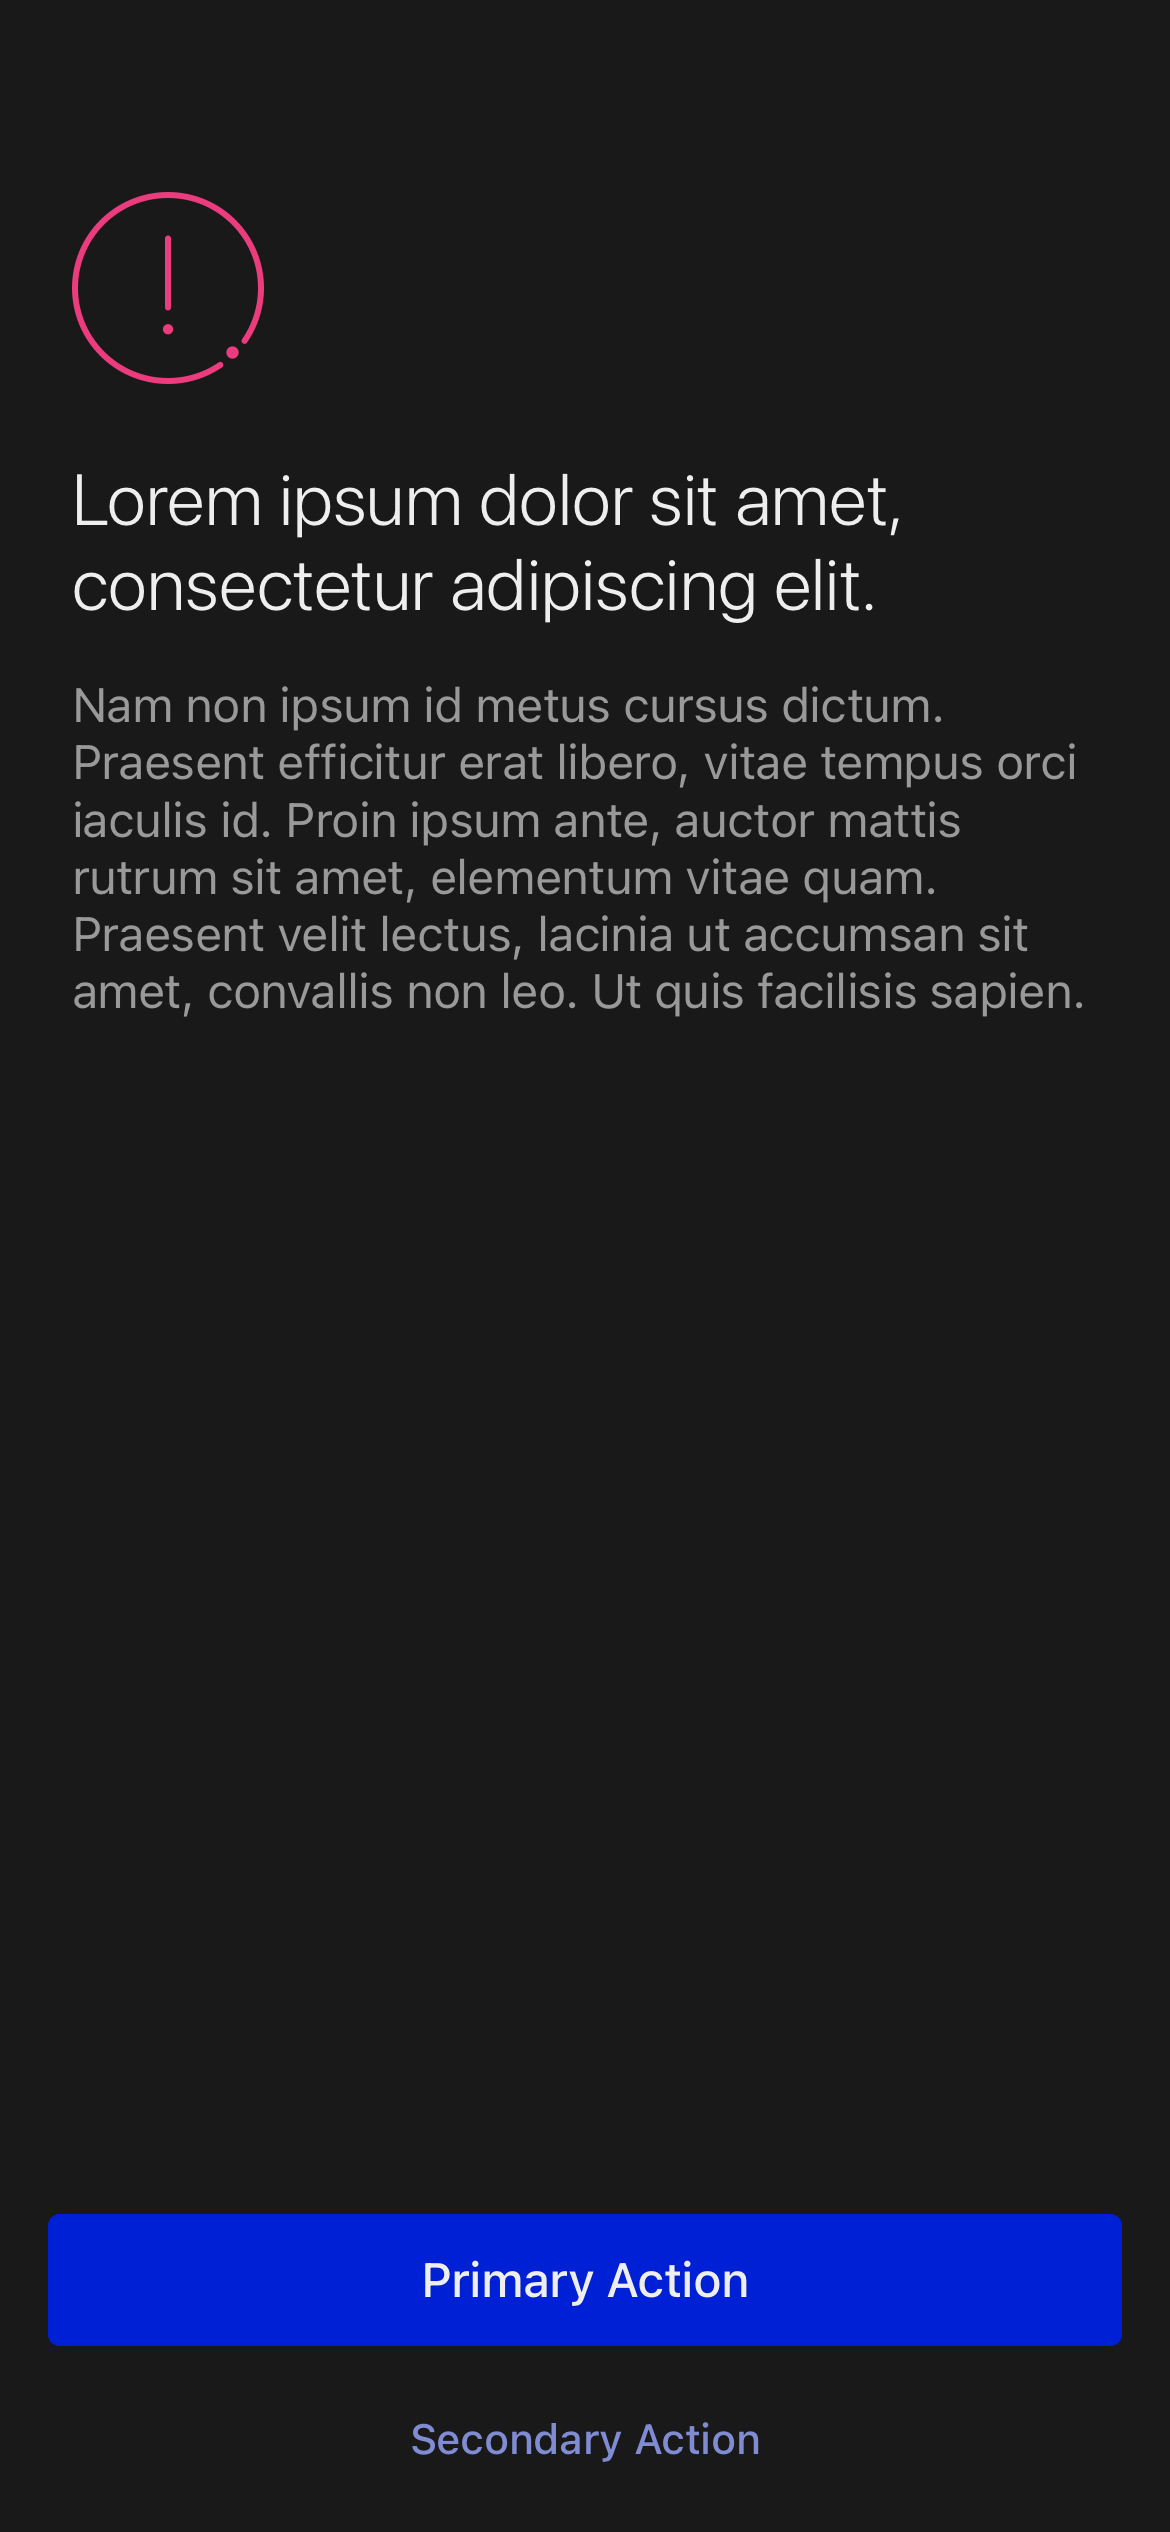 Lorem ipsum dolor sit amet,
consectetur adipiscing elit.
Nam non ipsum id metus cursus dictum.
Praesent efficitur erat libero, vitae tempus orci
iaculis id. Proin ipsum ante, auctor mattis
rutrum sit amet, elementum vitae quam.
Praesent velit lectus, lacinia ut accumsan sit
amet, convallis non leo. Ut quis facilisis sapien.
Primary Action
Secondary Action